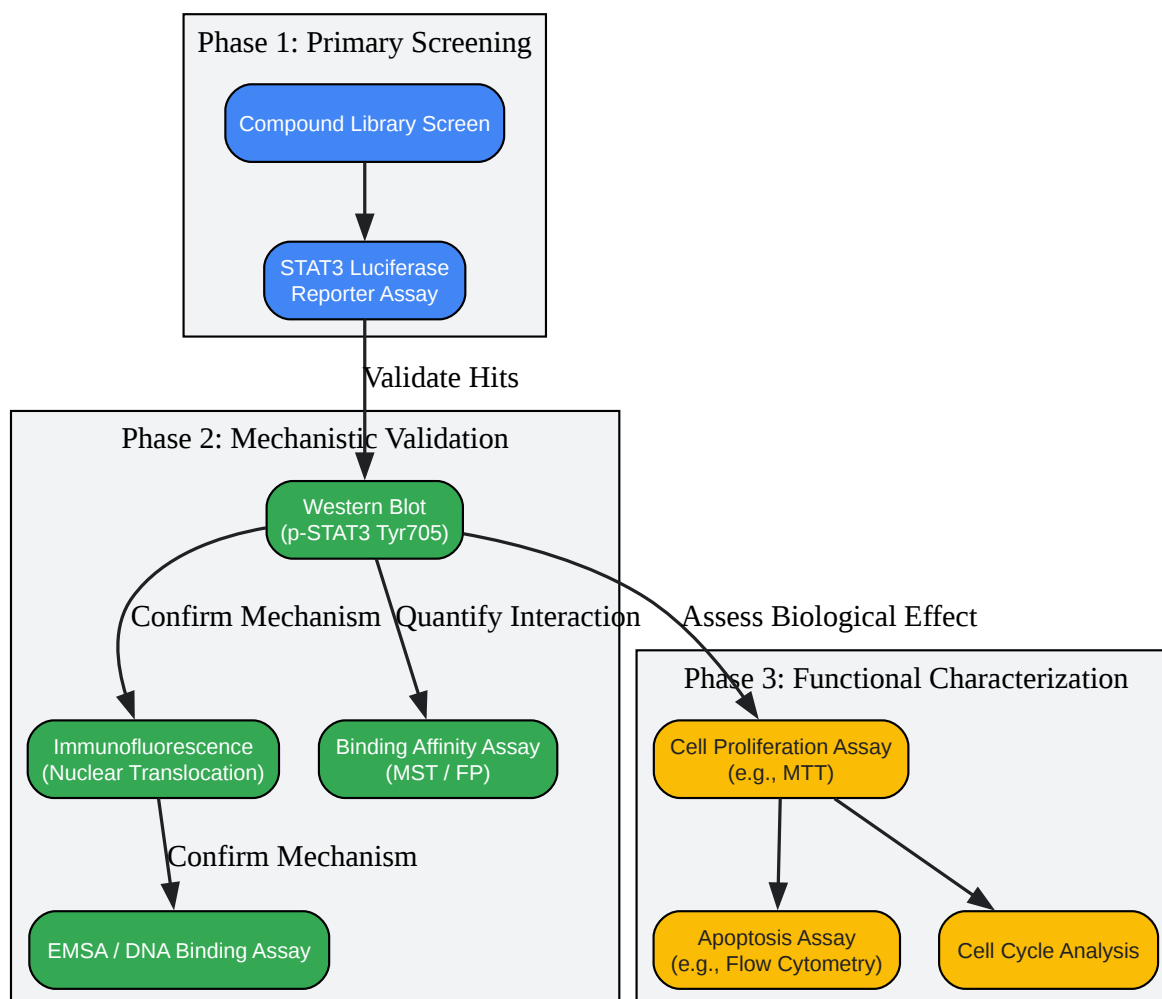 Phase 1: Primary Screening
Compound Library Screen
STAT3 Luciferase
Reporter Assay
Validate Hits
Phase 2: Mechanistic Validation
Western Blot
(p-STAT3 Tyr705)
Confirm Mechanism
Quantify Interaction
Assess Biological Effect
Phase 3: Functional Characterization
Immunofluorescence
(Nuclear Translocation)
Binding Affinity Assay
(MST / FP)
Cell Proliferation Assay
(e.g., MTT)
Confirm Mechanism
EMSA / DNA Binding Assay
Apoptosis Assay
(e.g., Flow Cytometry)
Cell Cycle Analysis